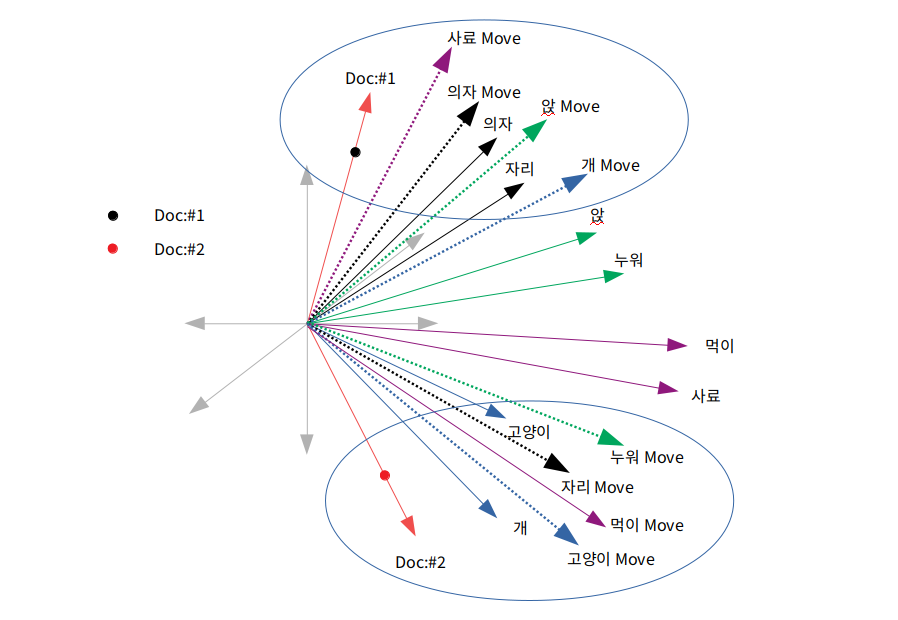 사료 Move
Doc:#1
의자 Move
앉 Move
의자
개 Move
자리
Doc:#1
앉
Doc:#2
누워
먹이
사료
고양이
누워 Move
자리 Move
개
먹이 Move
Doc:#2
고양이 Move